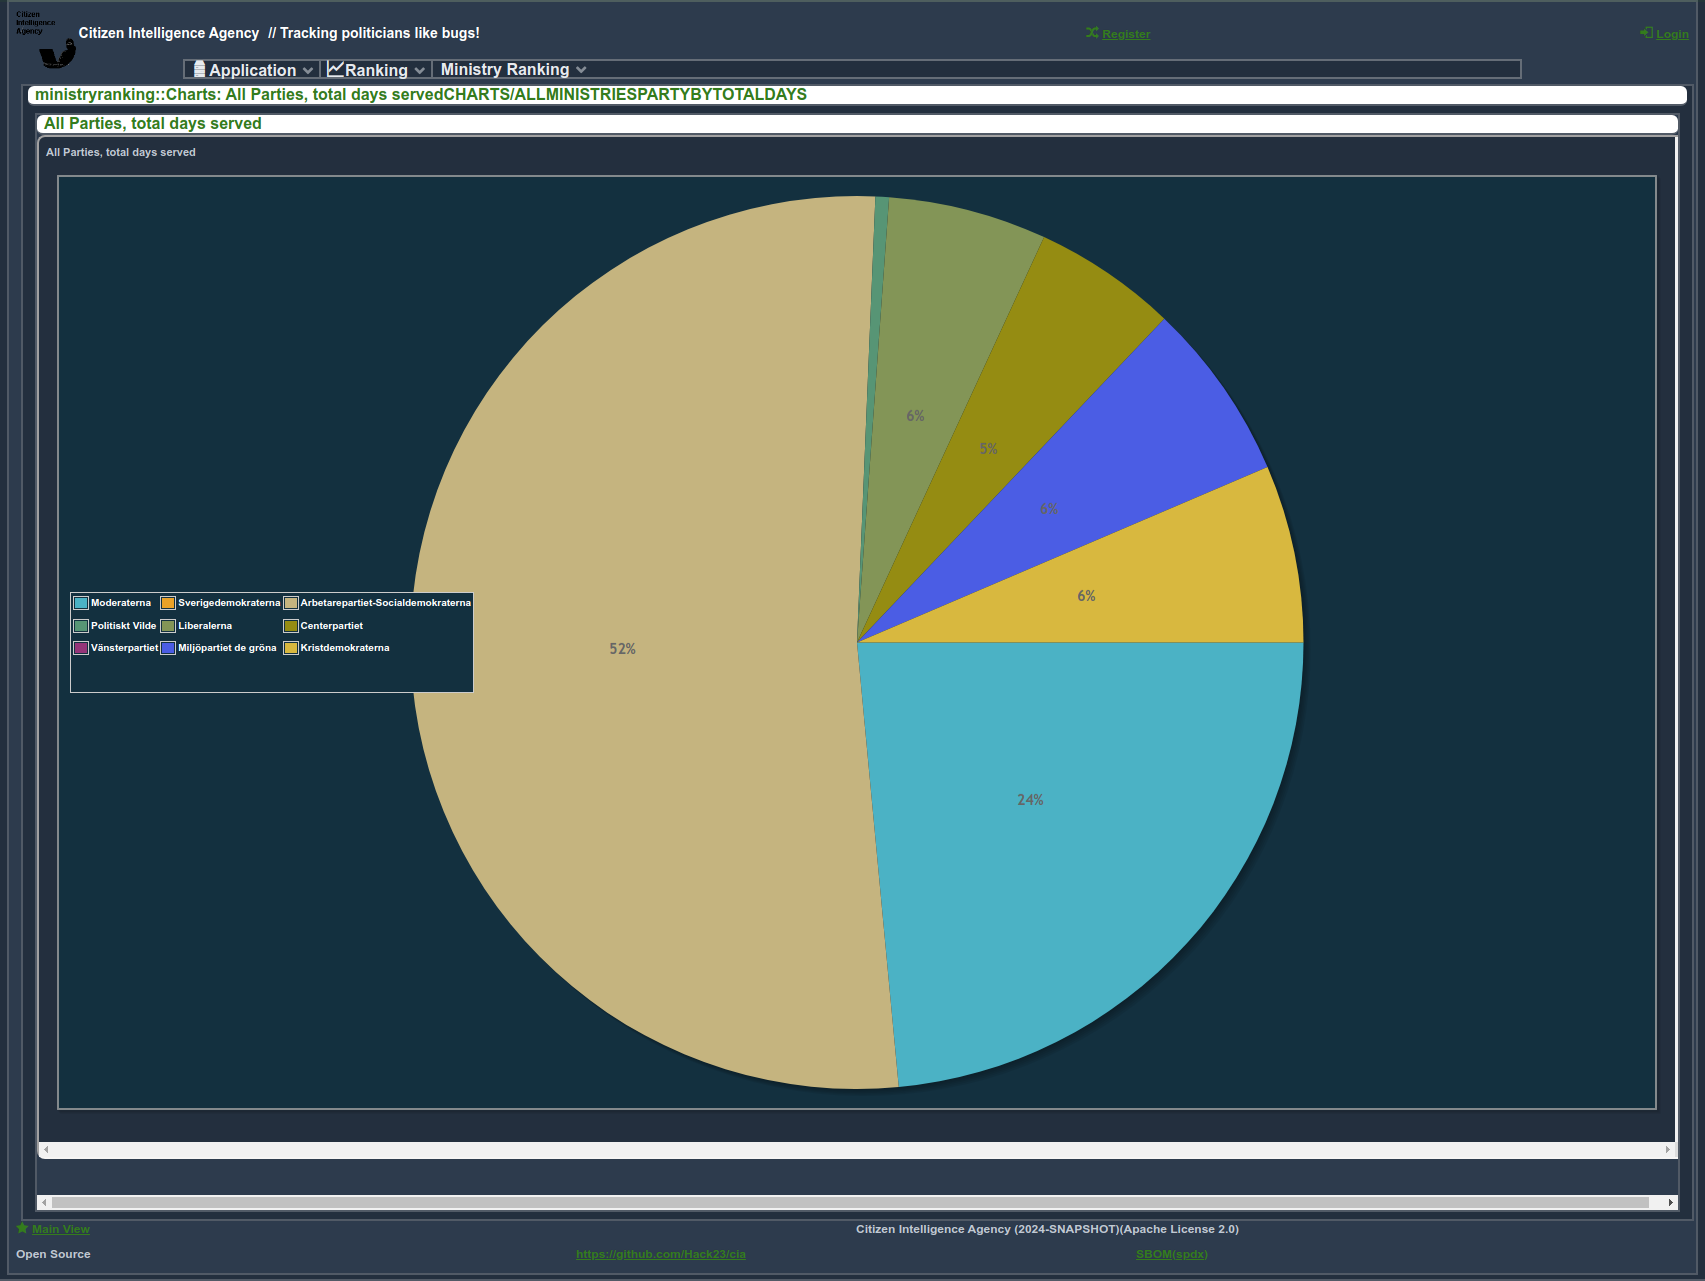 Citizen
Intelligence
Agency
Citizen Intelligence Agency // Tracking politicians like bugs!
Register
Login
Application
Ranking
Ministry Ranking
ministryranking::Charts: All Parties, total days servedCHARTS/ALLMINISTRIESPARTYBYTOTALDAYS
All Parties, total days served
All Parties, total days served
6%
5%
6%
6%
52%
24%
Moderaterna Sverigedemokraterna Arbetarepartiet-Socialdemokraterna
Politiskt Vilde Liberalerna Centerpartiet
Vänsterpartiet Miljöpartiet de gröna Kristdemokraterna
Main View
Citizen Intelligence Agency (2024-SNAPSHOT)(Apache License 2.0)
Open Source
https://github.com/Hack23/cia
SBOM(spdx)